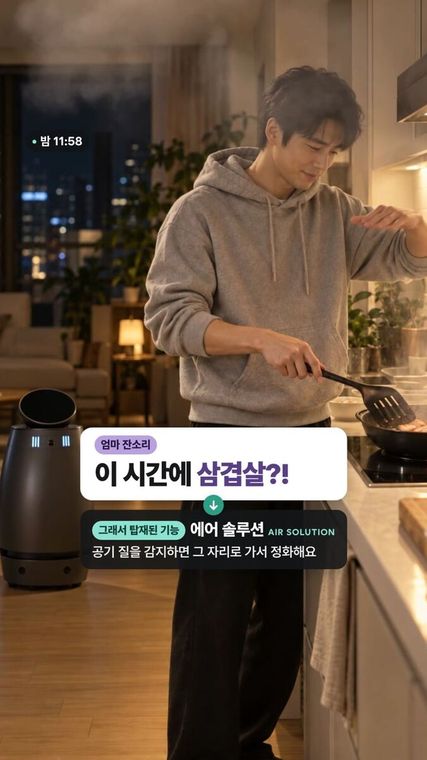 밤 11:58
엄마 잔소리
이 시간에 삼겹살?!
그래서 탑재된 기능 에어 솔루션 AIR SOLUTION
공기 질을 감지하면 그 자리로 가서 정화해요